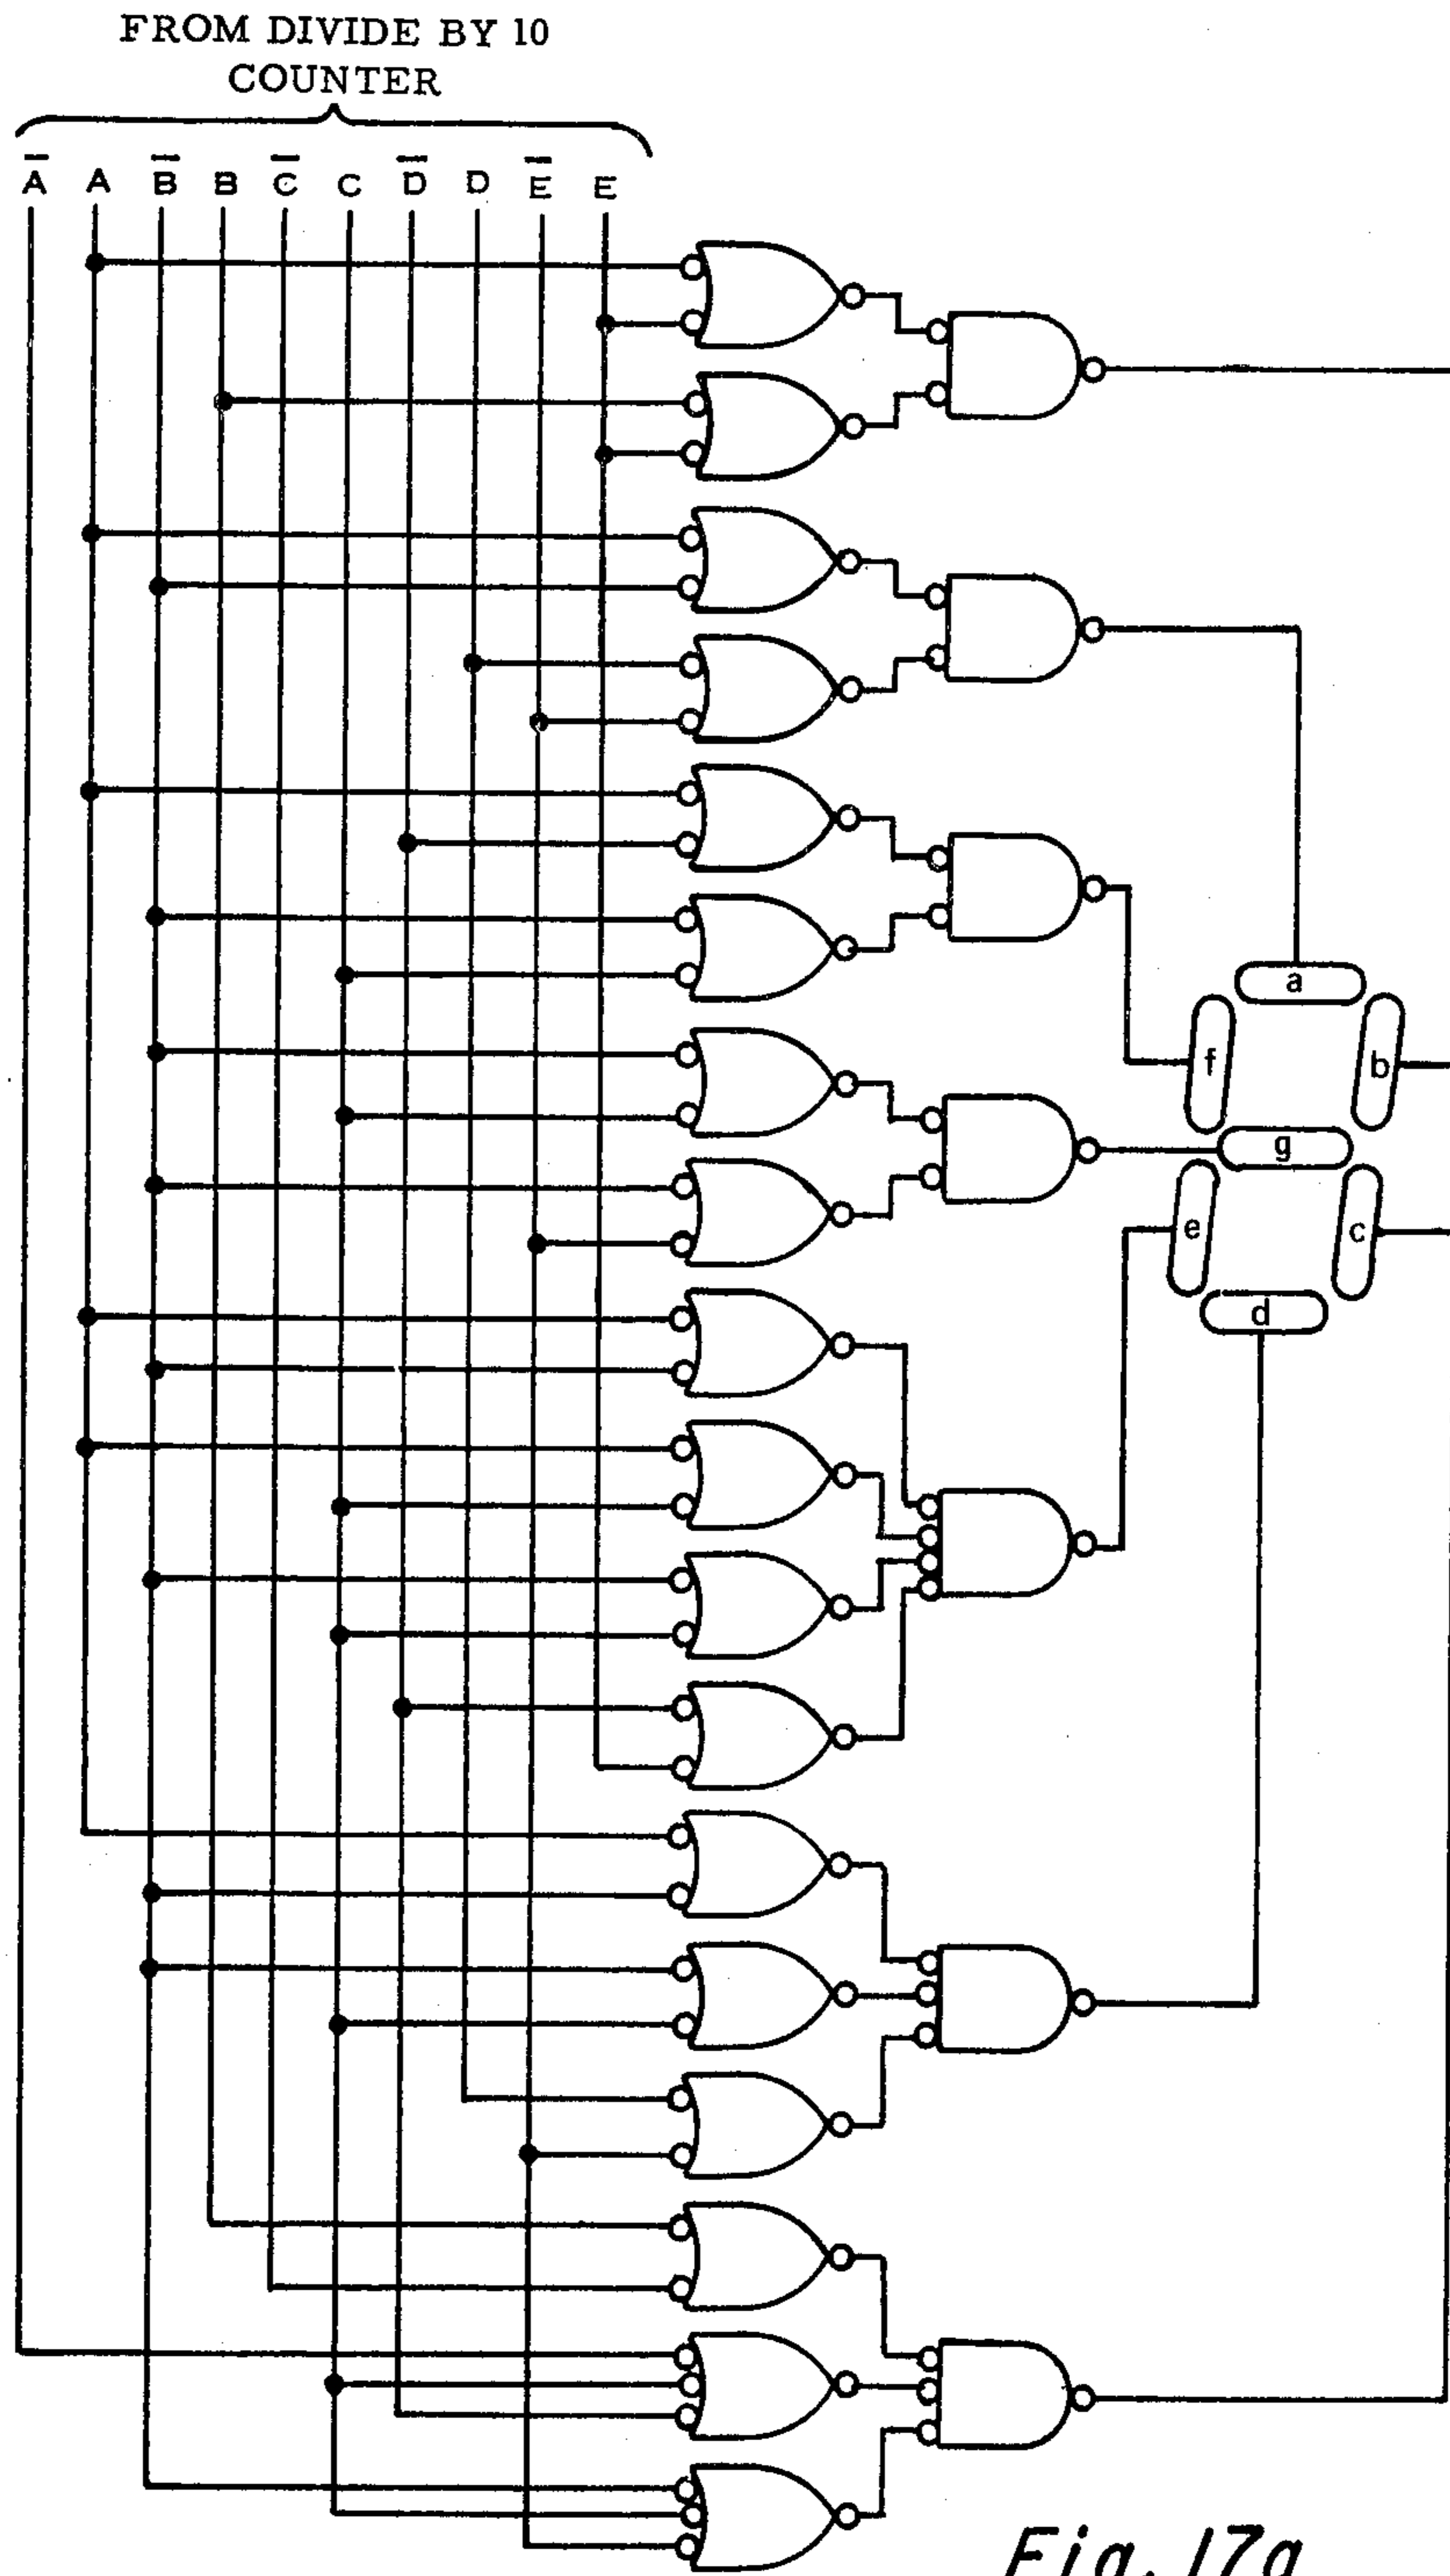 FROM DIVIDE BY 10
COUNTER
A̅ A B̅ B C̅ C D̅ D E̅ E
a
f b
g
e c
d
Fig. 17a